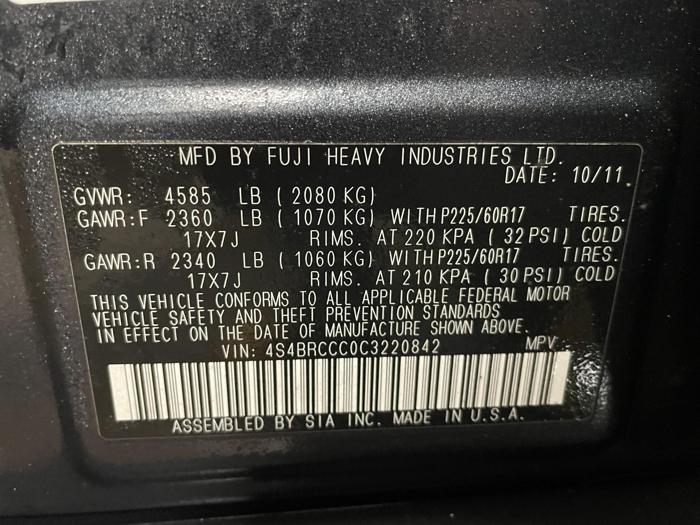 MFD BY FUJI HEAVY INDUSTRIES LTD.
DATE: 10/11
GVWR: 4585 LB ( 2080 KG)
GAWR:F 2360 LB ( 1070 KG) WITH P225/60R17 TIRES.
17X7J RIMS. AT 220 KPA ( 32 PSI) COLD
GAWR:R 2340 LB ( 1060 KG) WITH P225/60R17 TIRES.
17X7J RIMS. AT 210 KPA ( 30 PSI) COLD
THIS VEHICLE CONFORMS TO ALL APPLICABLE FEDERAL MOTOR
VEHICLE SAFETY AND THEFT PREVENTION STANDARDS
IN EFFECT ON THE DATE OF MANUFACTURE SHOWN ABOVE.
VIN: 4S4BRCCC0C3220842 MPV
ASSEMBLED BY SIA INC. MADE IN U.S.A.